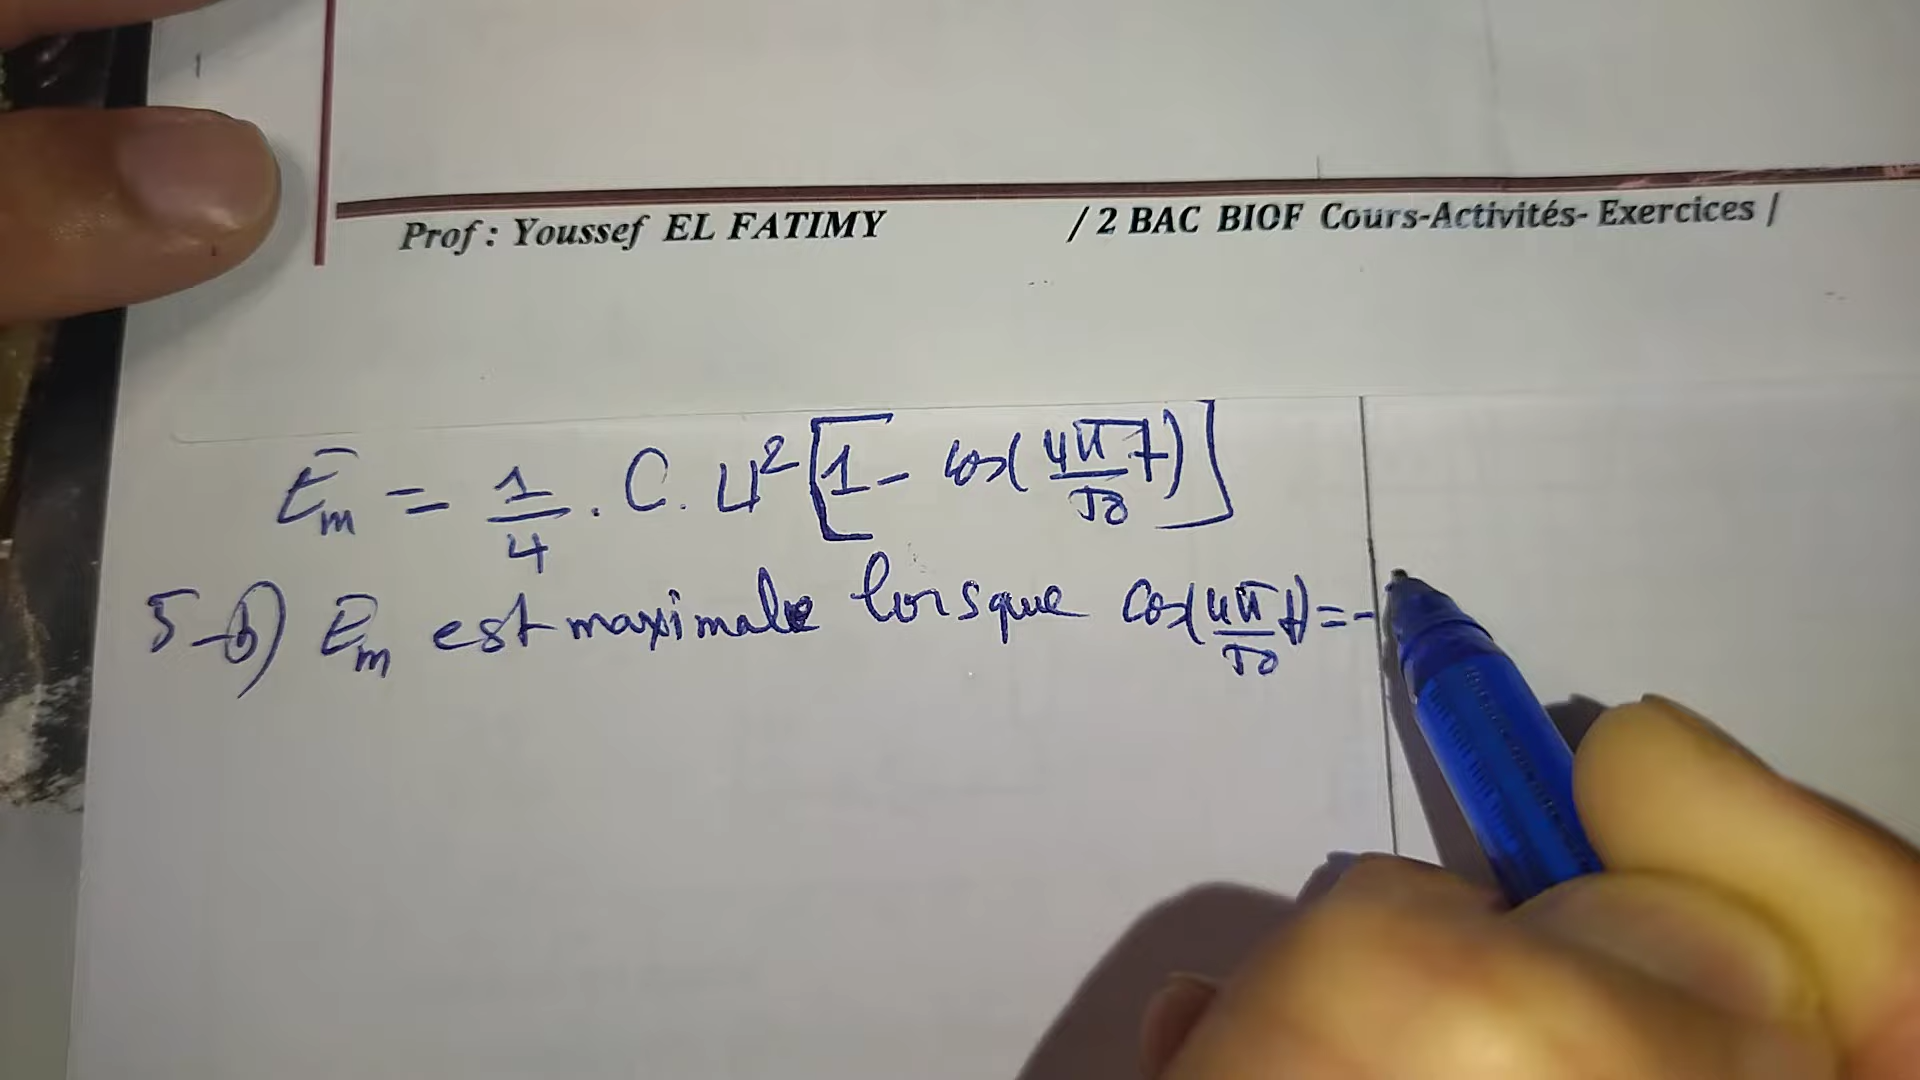 Prof : Youssef EL FATIMY / 2 BAC BIOF Cours-Activités- Exercices /
Em = 1/4 . C. U² [1 - cos(4π/T0 t)]
5-b) Em est maximale lorsque cos(4π/T0 t) = -